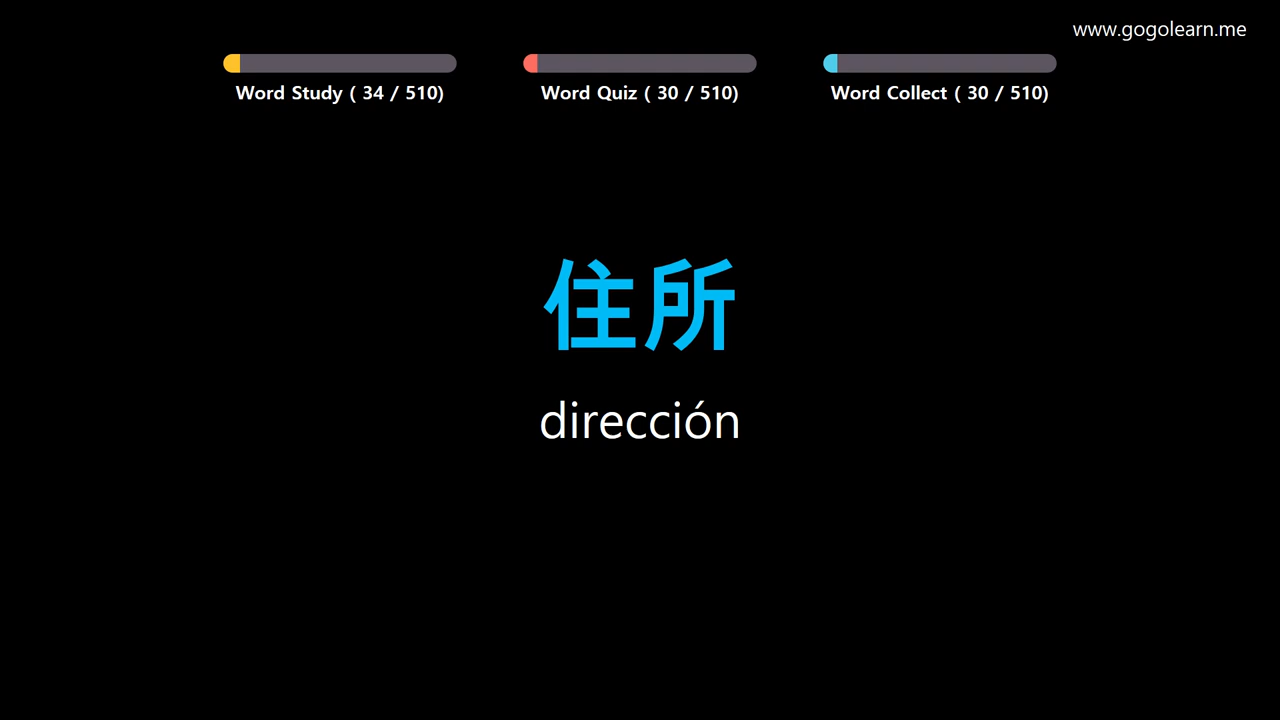 www.gogolearn.me
Word Study ( 34 / 510)
Word Quiz ( 30 / 510)
Word Collect ( 30 / 510)
住所
dirección